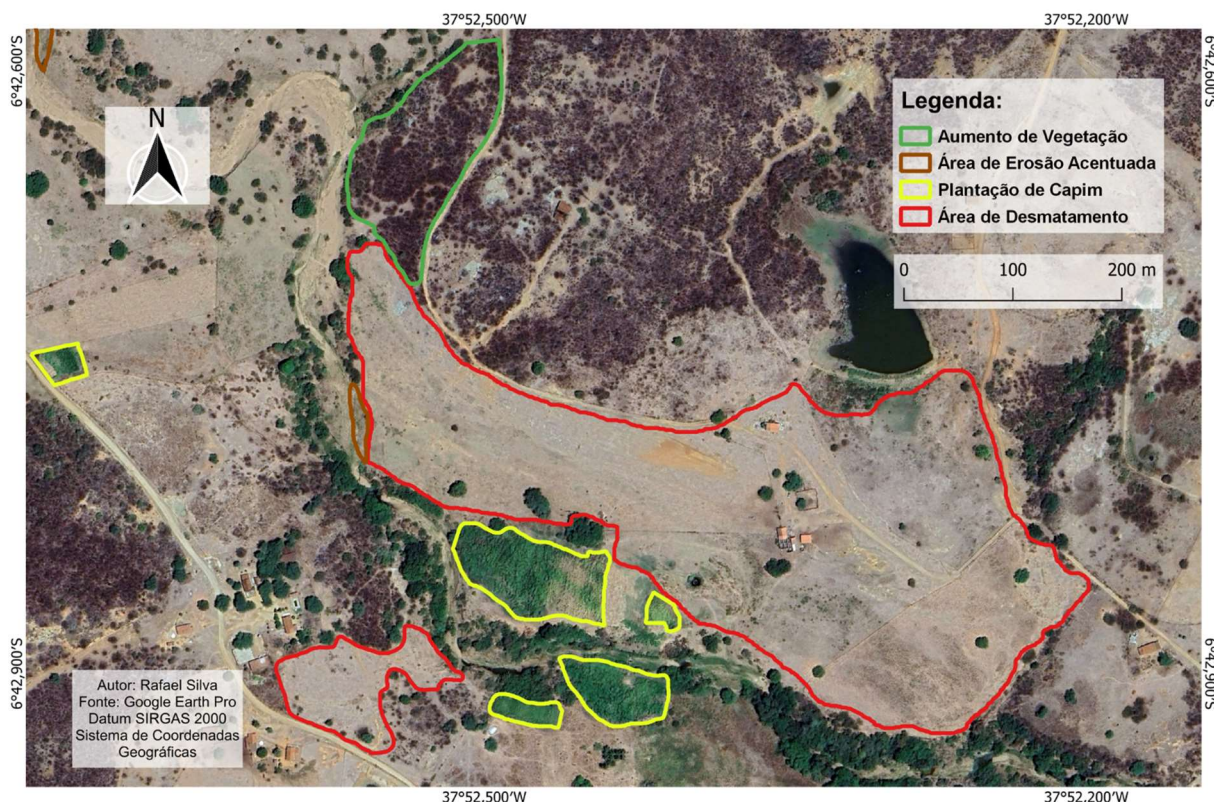 37°52,500'W
37°52,200'W
6°42,600'S
6°42,600'S
N
Legenda:
Aumento de Vegetação
Área de Erosão Acentuada
Plantação de Capim
Área de Desmatamento
0 100 200 m
6°42,900'S
6°42,900'S
Autor: Rafael Silva
Fonte: Google Earth Pro
Datum SIRGAS 2000
Sistema de Coordenadas
Geográficas
37°52,500'W
37°52,200'W